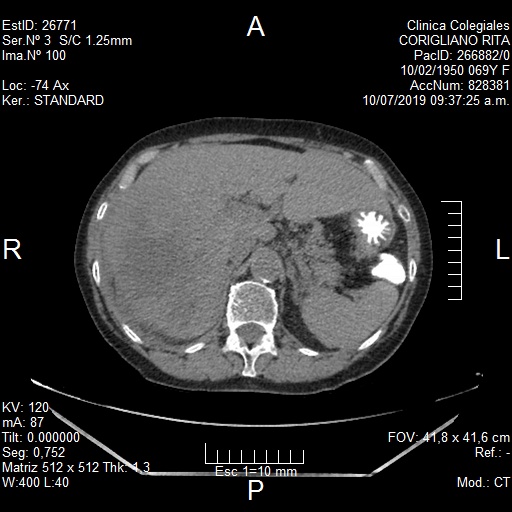 EstID: 26771
Ser.Nº 3 S/C 1.25mm
Ima.Nº 100
Loc: -74 Ax
Ker.: STANDARD
A
Clinica Colegiales
CORIGLIANO RITA
PacID: 266882/0
10/02/1950 069Y F
AccNum: 828381
10/07/2019 09:37:25 a.m.
R
L
KV: 120
mA: 87
Tilt: 0.000000
Seg: 0,752
Matriz 512 x 512 Thk: 1.3
W:400 L:40
Esc 1=10 mm
P
FOV: 41,8 x 41,6 cm
Ref.: -
Mod.: CT